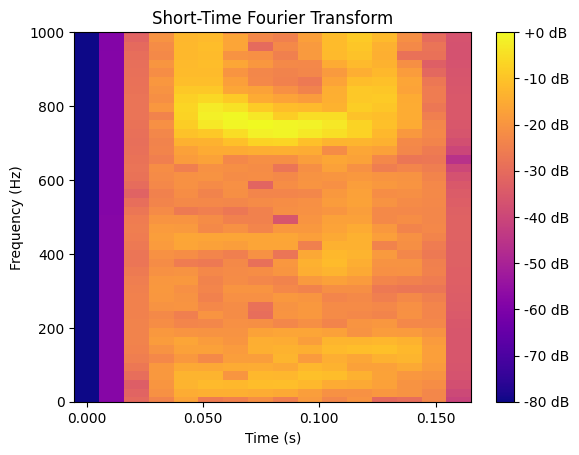 Short-Time Fourier Transform
Frequency (Hz)
1000
800
600
400
200
0
0.000
0.050
0.100
0.150
Time (s)
+0 dB
-10 dB
-20 dB
-30 dB
-40 dB
-50 dB
-60 dB
-70 dB
-80 dB